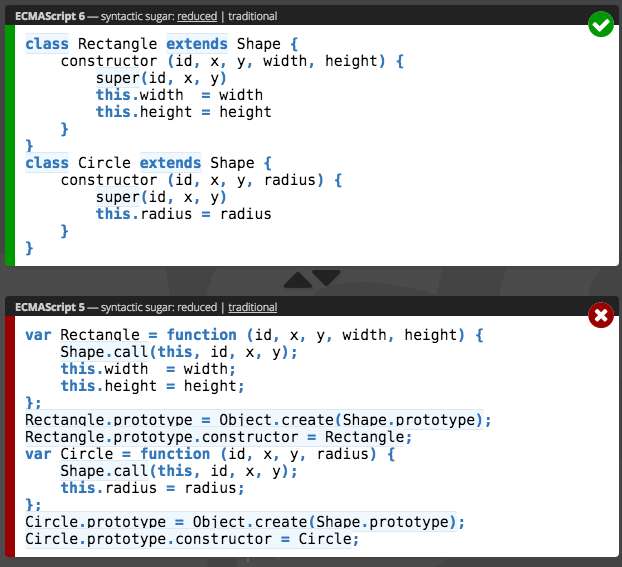 ECMAScript 6 — syntactic sugar: reduced | traditional
class Rectangle extends Shape {
    constructor (id, x, y, width, height) {
        super(id, x, y)
        this.width  = width
        this.height = height
    }
}
class Circle extends Shape {
    constructor (id, x, y, radius) {
        super(id, x, y)
        this.radius = radius
    }
}
ECMAScript 5 — syntactic sugar: reduced | traditional
var Rectangle = function (id, x, y, width, height) {
    Shape.call(this, id, x, y);
    this.width  = width;
    this.height = height;
};
Rectangle.prototype = Object.create(Shape.prototype);
Rectangle.prototype.constructor = Rectangle;
var Circle = function (id, x, y, radius) {
    Shape.call(this, id, x, y);
    this.radius = radius;
};
Circle.prototype = Object.create(Shape.prototype);
Circle.prototype.constructor = Circle;